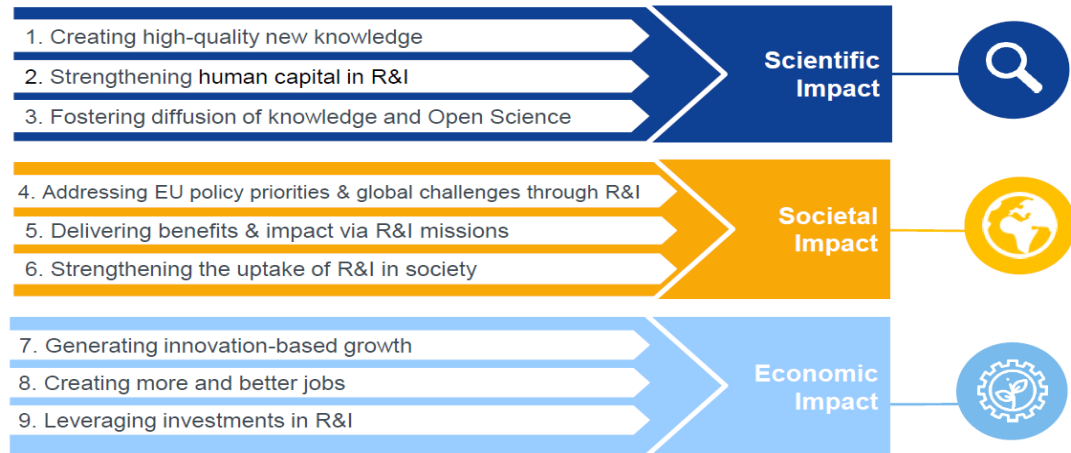 1. Creating high-quality new knowledge
2. Strengthening human capital in R&I
3. Fostering diffusion of knowledge and Open Science
Scientific
Impact
4. Addressing EU policy priorities & global challenges through R&I
5. Delivering benefits & impact via R&I missions
6. Strengthening the uptake of R&I in society
Societal
Impact
7. Generating innovation-based growth
8. Creating more and better jobs
9. Leveraging investments in R&I
Economic
Impact